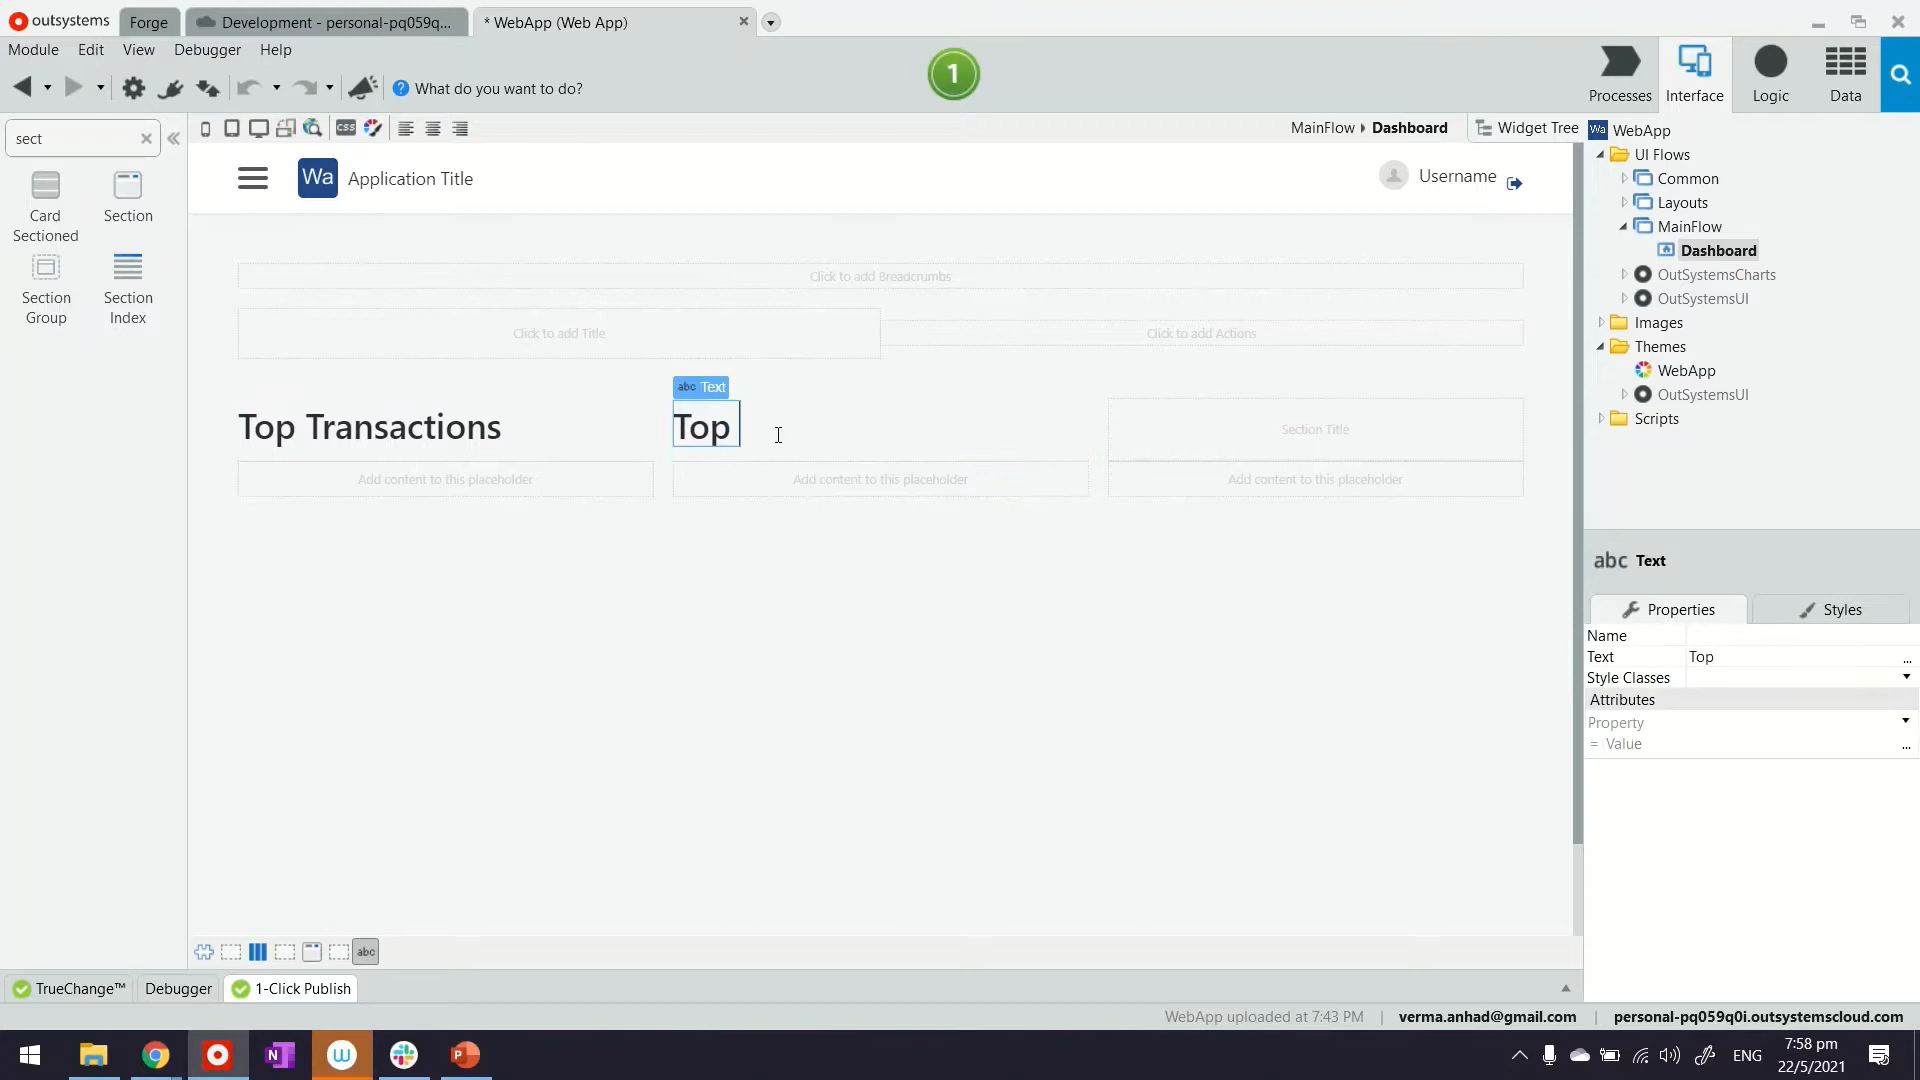 outsystems
Forge
Development - personal-pq059q...
* WebApp (Web App)
Module Edit View Debugger Help
What do you want to do?
1
Processes Interface Logic Data
sect
css
MainFlow Dashboard
Widget Tree
Card Sectioned
Section
Section Group
Section Index
Wa Application Title
Username
Click to add Breadcrumbs
Click to add Title
Click to add Actions
abc Text
Top Transactions
Top
Section Title
Add content to this placeholder
Add content to this placeholder
Add content to this placeholder
Wa WebApp
UI Flows
Common
Layouts
MainFlow
Dashboard
OutSystemsCharts
OutSystemsUI
Images
Themes
WebApp
OutSystemsUI
Scripts
abc Text
Properties Styles
Name
Text Top ...
Style Classes
Attributes
Property
= Value ...
abc
TrueChange™ Debugger 1-Click Publish
WebApp uploaded at 7:43 PM | verma.anhad@gmail.com | personal-pq059q0i.outsystemscloud.com
N W P
ENG
7:58 pm
22/5/2021